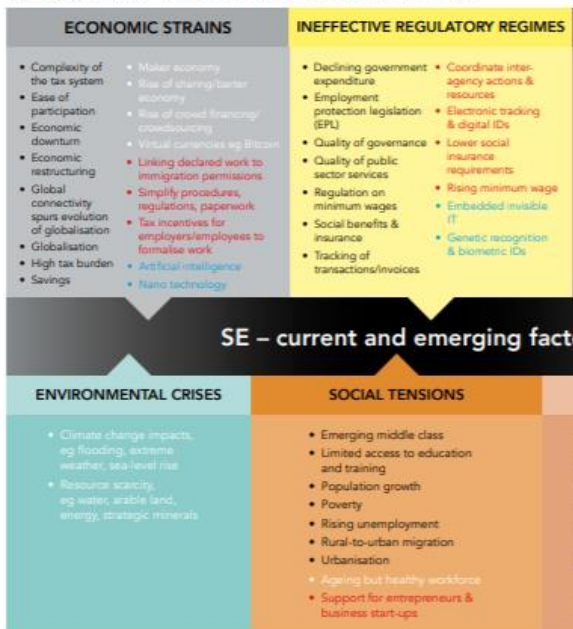 ECONOMIC STRAINS
• Complexity of
the tax system
• Ease of
participation
• Economic
downturn
• Economic
restructuring
• Global
connectivity
spurs evolution
of globalisation
• Globalisation
• High tax burden
• Savings
• Maker economy
• Rise of sharing/barter
economy
• Rise of crowd financing/
crowdsourcing
• Virtual currencies eg Bitcoin
• Linking declared work to
immigration permissions
• Simplify procedures,
regulations, paperwork
• Tax incentives for
employers/employees to
formalise work
• Artificial intelligence
• Nano technology
INEFFECTIVE REGULATORY REGIMES
• Declining government
expenditure
• Employment
protection legislation
(EPL)
• Quality of governance
• Quality of public
sector services
• Regulation on
minimum wages
• Social benefits &
insurance
• Tracking of
transactions/invoices
• Coordinate inter-
agency actions &
resources
• Electronic tracking
& digital IDs
• Lower social
insurance
requirements
• Rising minimum wage
• Embedded invisible
IT
• Genetic recognition
& biometric IDs
SE – current and emerging facto
ENVIRONMENTAL CRISES
• Climate change impacts,
eg flooding, extreme
weather, sea-level rise
• Resource scarcity,
eg water, arable land,
energy, strategic minerals
SOCIAL TENSIONS
• Emerging middle class
• Limited access to education
and training
• Population growth
• Poverty
• Rising unemployment
• Rural-to-urban migration
• Urbanisation
• Ageing but healthy workforce
• Support for entrepreneurs &
business start-ups